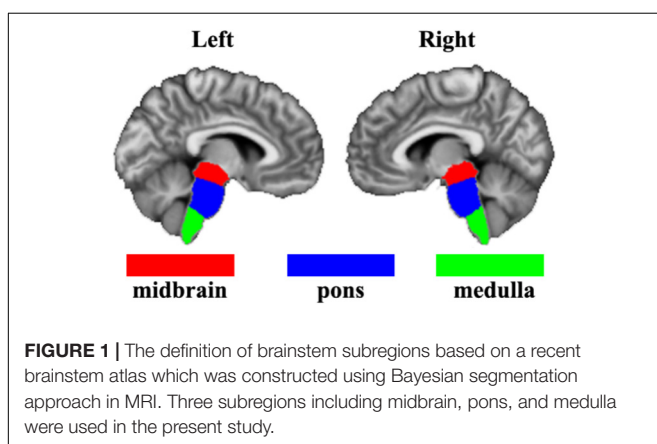 Left Right
midbrain pons medulla
FIGURE 1 | The definition of brainstem subregions based on a recent
brainstem atlas which was constructed using Bayesian segmentation
approach in MRI. Three subregions including midbrain, pons, and medulla
were used in the present study.